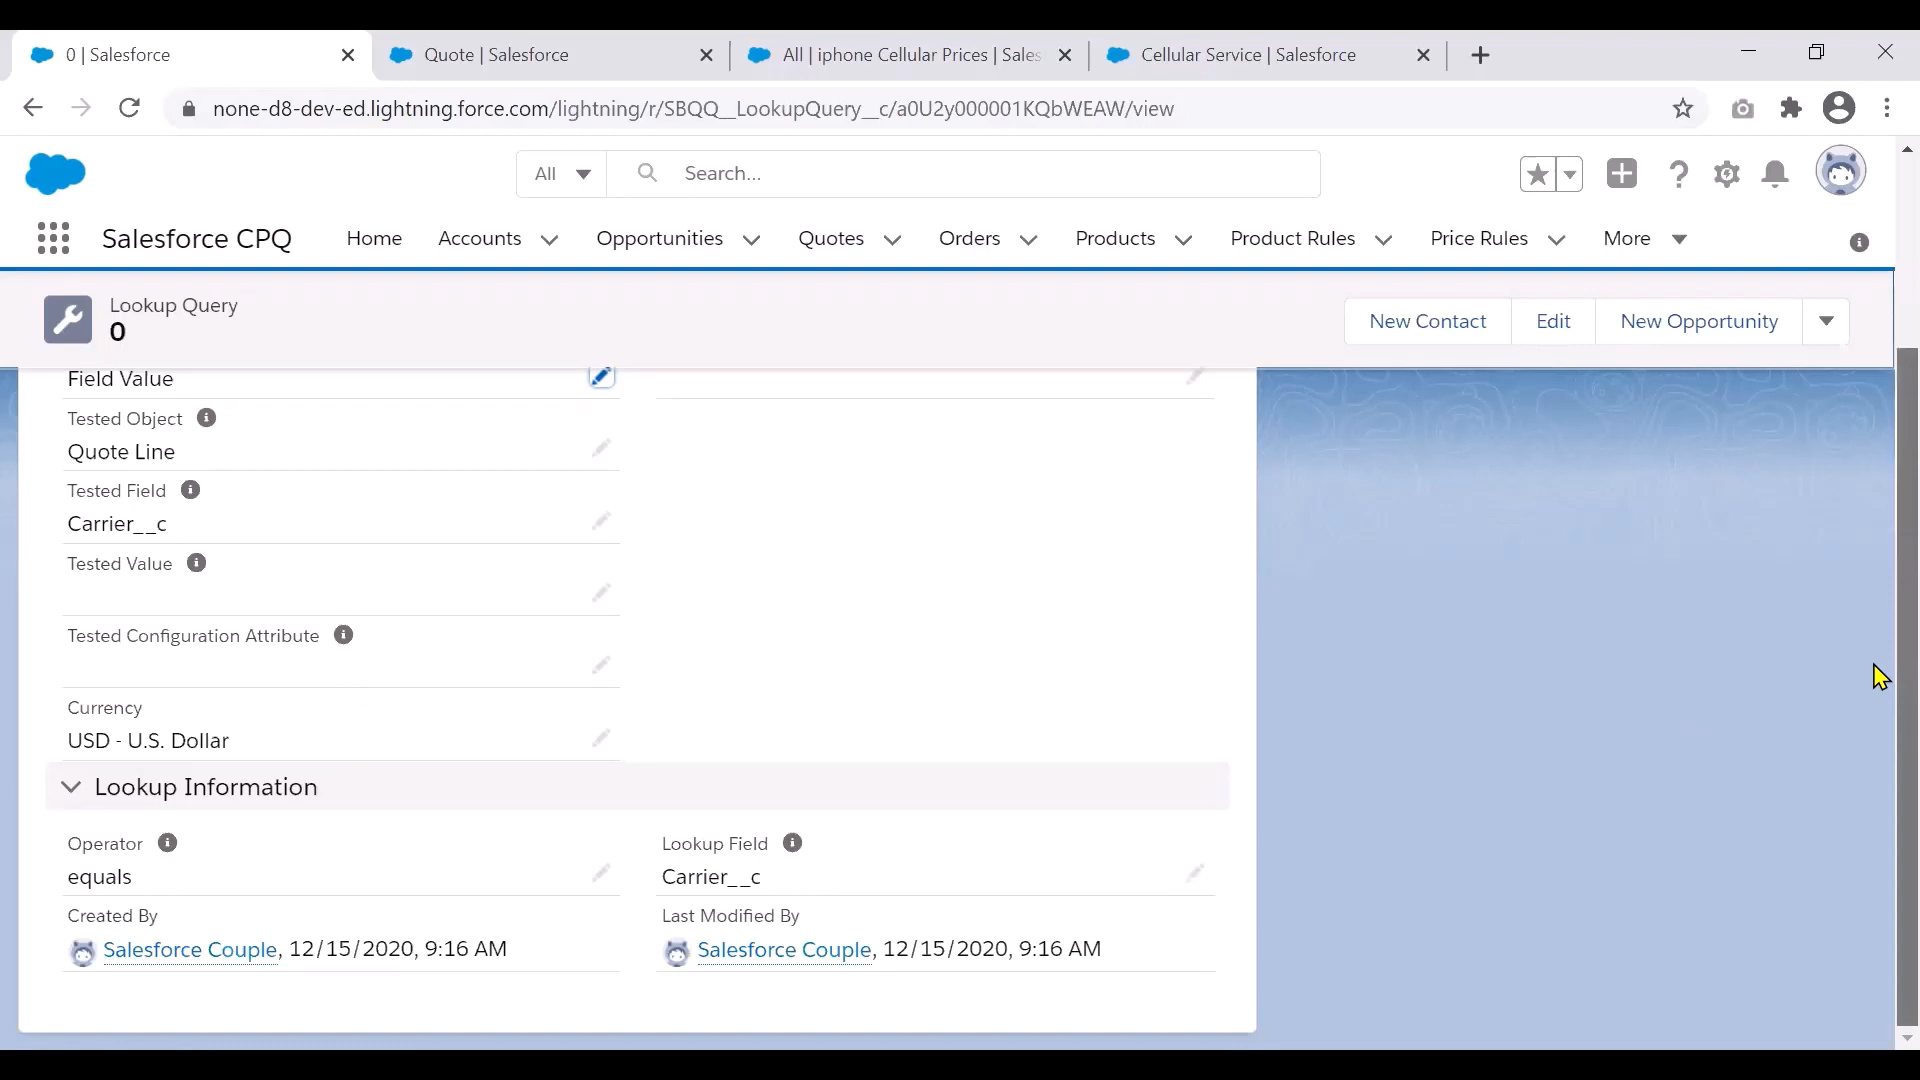 0 | Salesforce
Quote | Salesforce
All | iphone Cellular Prices | Sales
Cellular Service | Salesforce
none-d8-dev-ed.lightning.force.com/lightning/r/SBQQ__LookupQuery__c/a0U2y000001KQbWEAW/view
All
Search...
Salesforce CPQ
Home
Accounts
Opportunities
Quotes
Orders
Products
Product Rules
Price Rules
More
Lookup Query
0
New Contact
Edit
New Opportunity
Field Value
Tested Object
Quote Line
Tested Field
Carrier__c
Tested Value
Tested Configuration Attribute
Currency
USD - U.S. Dollar
Lookup Information
Operator
equals
Lookup Field
Carrier__c
Created By
Salesforce Couple, 12/15/2020, 9:16 AM
Last Modified By
Salesforce Couple, 12/15/2020, 9:16 AM